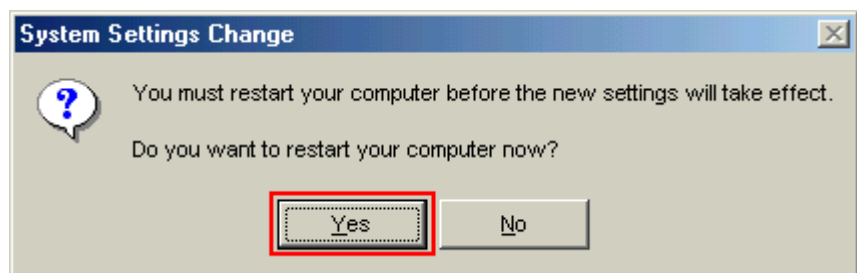 System Settings Change
You must restart your computer before the new settings will take effect.
Do you want to restart your computer now?
Yes No